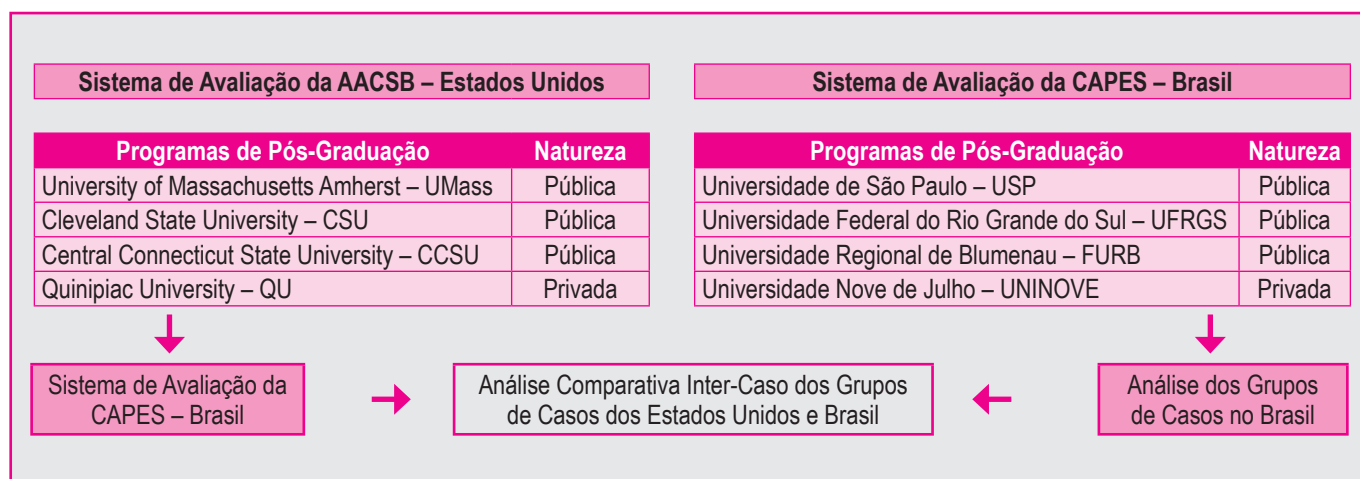 Sistema de Avaliação da AACSB – Estados Unidos
Programas de Pós-Graduação Natureza
University of Massachusetts Amherst – UMass Pública
Cleveland State University – CSU Pública
Central Connecticut State University – CCSU Pública
Quinipiac University – QU Privada
Sistema de Avaliação da CAPES – Brasil
Programas de Pós-Graduação Natureza
Universidade de São Paulo – USP Pública
Universidade Federal do Rio Grande do Sul – UFRGS Pública
Universidade Regional de Blumenau – FURB Pública
Universidade Nove de Julho – UNINOVE Privada
Sistema de Avaliação da
CAPES – Brasil
Análise Comparativa Inter-Caso dos Grupos
de Casos dos Estados Unidos e Brasil
Análise dos Grupos
de Casos no Brasil